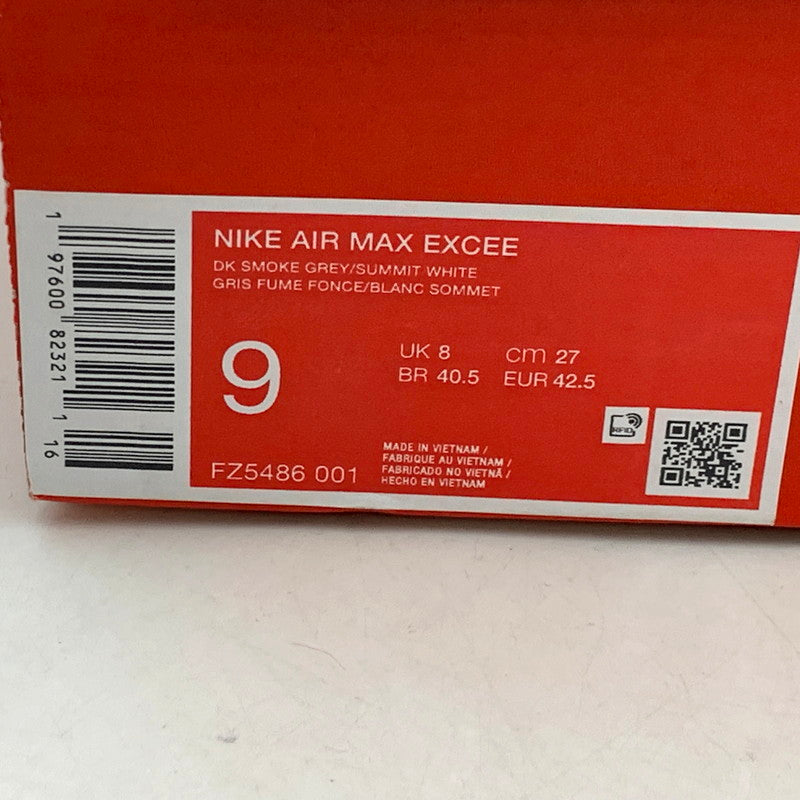 NIKE AIR MAX EXCEE
DK SMOKE GREY/SUMMIT WHITE
GRIS FUME FONCE/BLANC SOMMET
9
UK 8 cm 27
BR 40.5 EUR 42.5
FZ5486 001
MADE IN VIETNAM /
FABRIQUE AU VIETNAM /
FABRICADO NO VIETNÃ /
HECHO EN VIETNAM
RFID
1 97600 82321 1 16